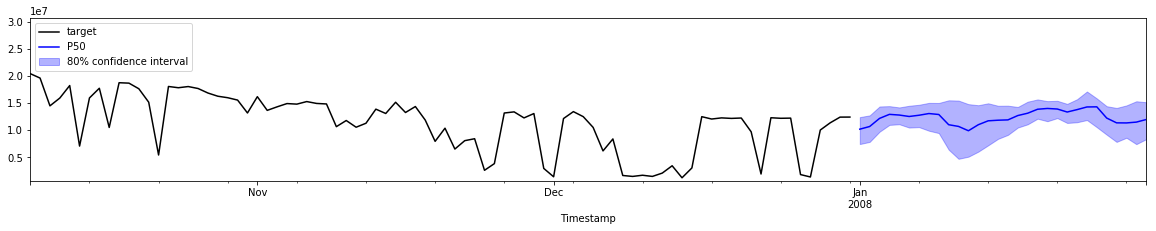 1e7
3.0
2.5
2.0
1.5
1.0
0.5
target
P50
80% confidence interval
Nov
Dec
Jan
2008
Timestamp